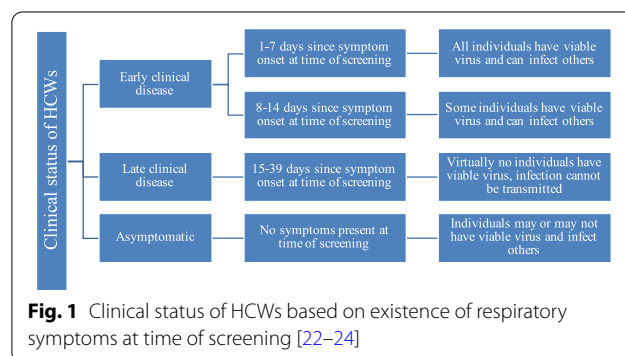 Clinical status of HCWs
Early clinical
disease
1-7 days since symptom
onset at time of screening
All individuals have viable
virus and can infect others
8-14 days since symptom
onset at time of screening
Some individuals have viable
virus and can infect others
Late clinical
disease
15-39 days since symptom
onset at time of screening
Virtually no individuals have
viable virus, infection cannot
be transmitted
Asymptomatic
No symptoms present at
time of screening
Individuals may or may not
have viable virus and infect
others
Fig. 1 Clinical status of HCWs based on existence of respiratory
symptoms at time of screening [22–24]